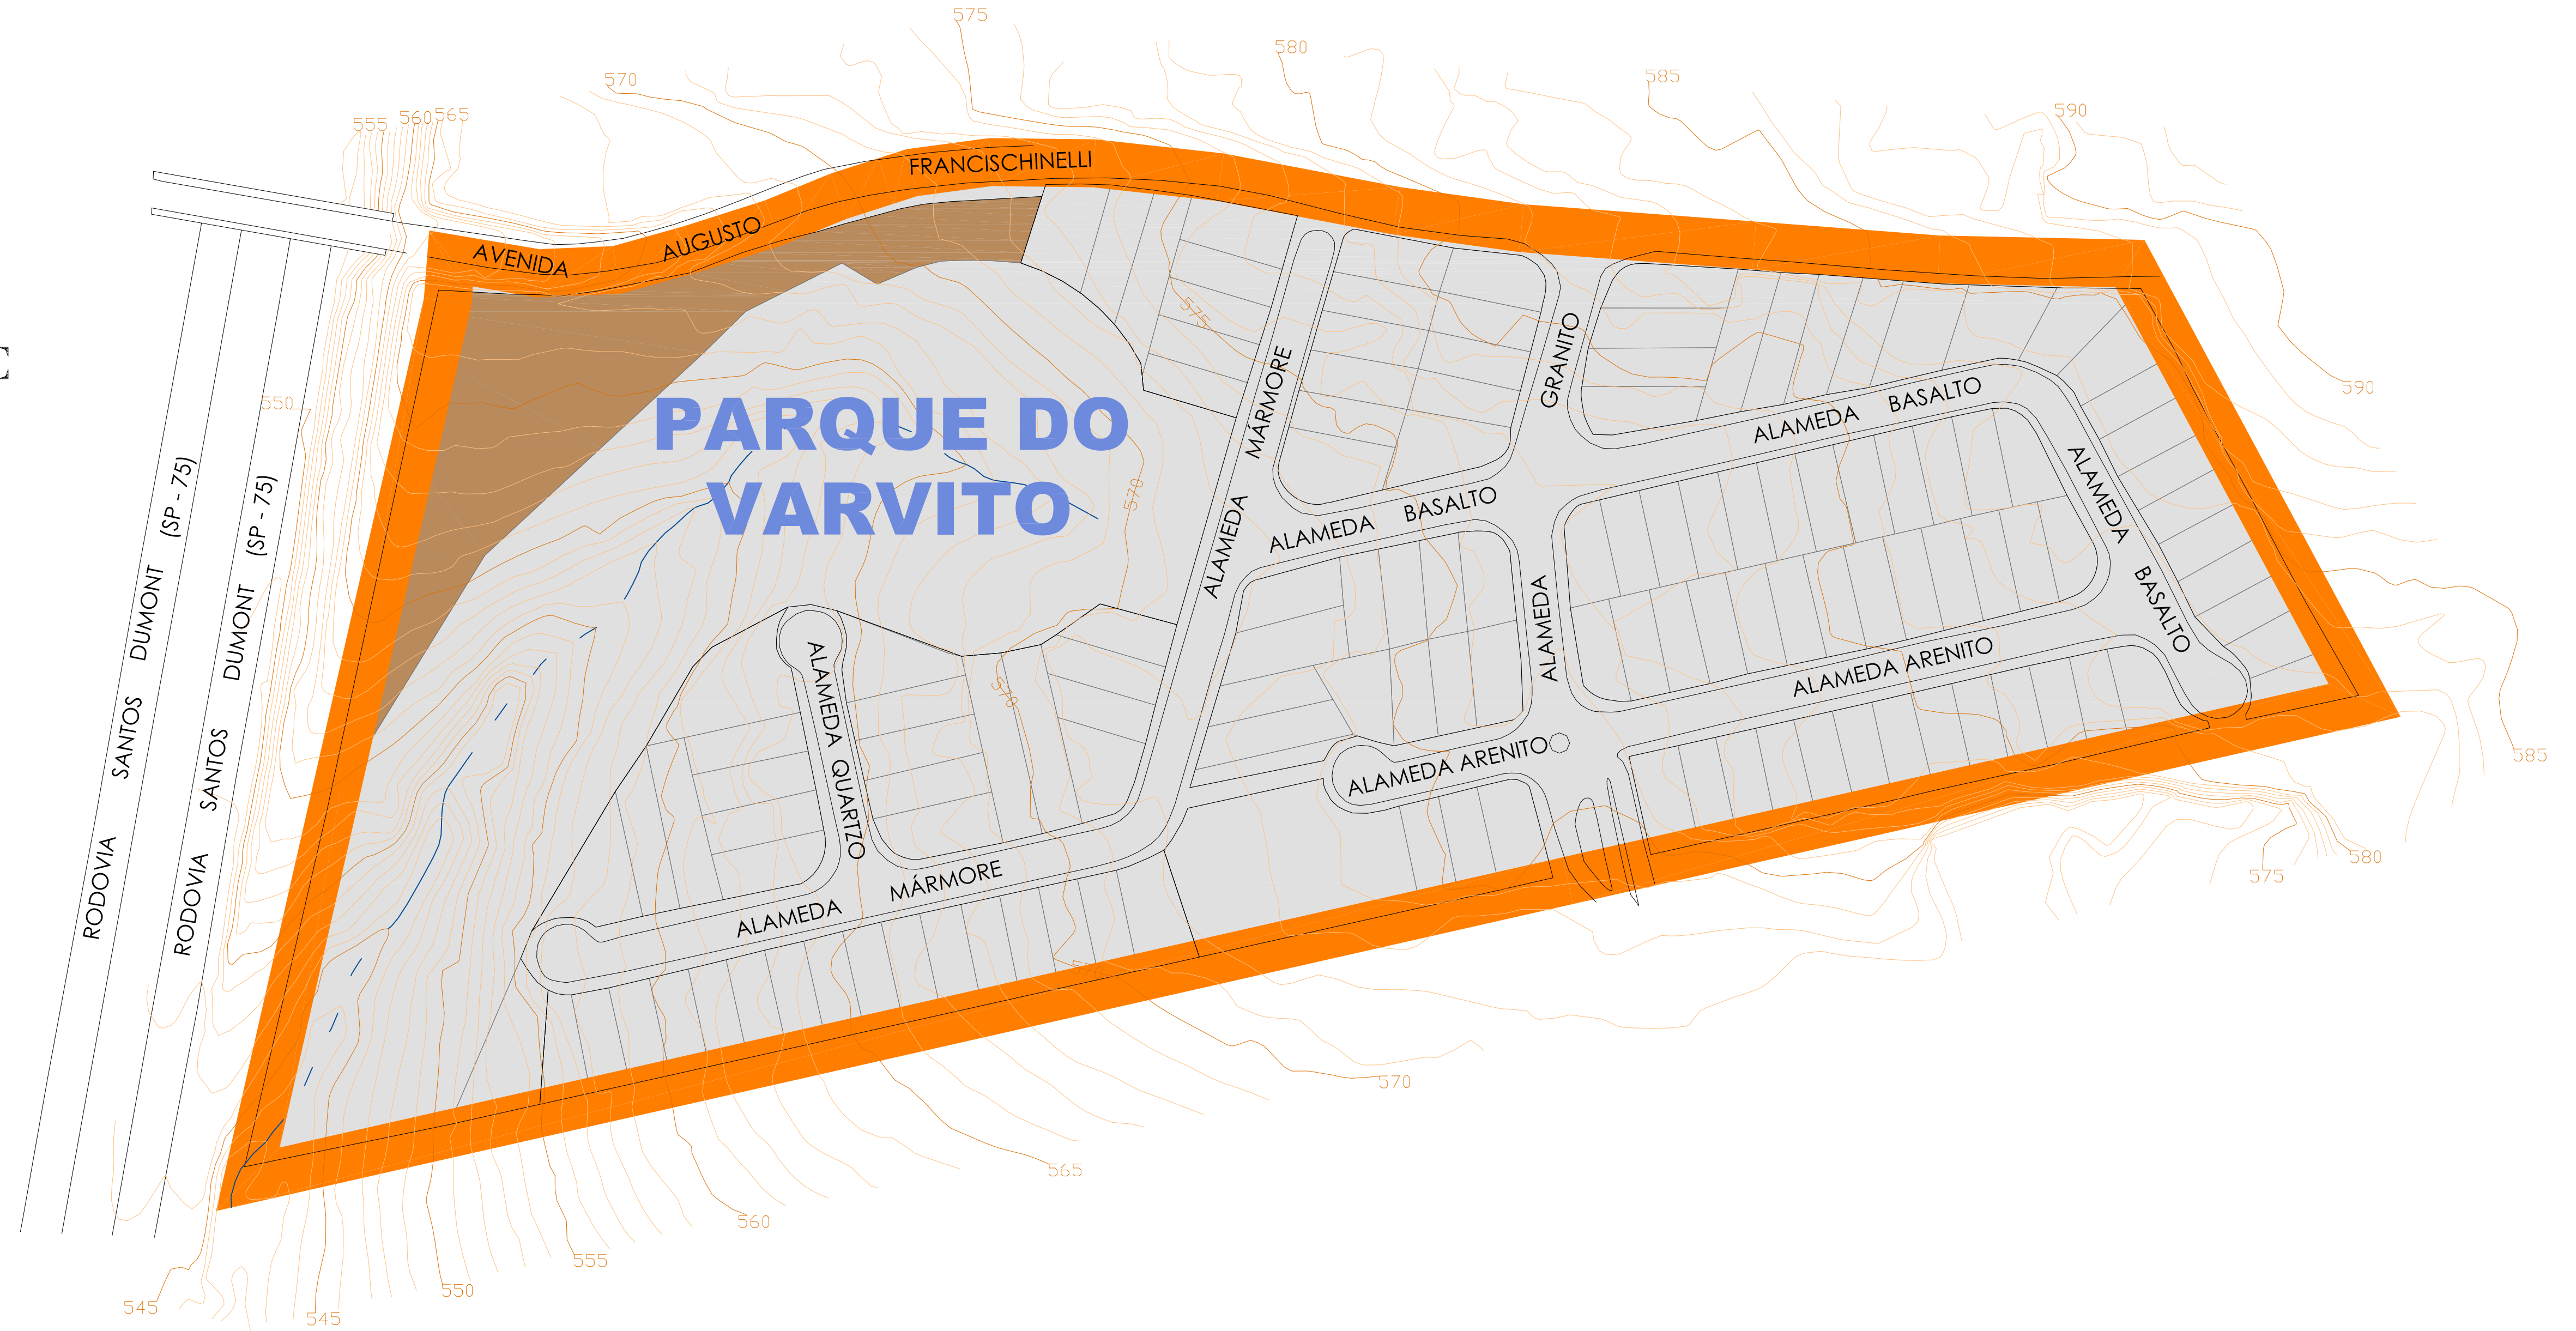 575
580
570
585
590
555
560
565
FRANCISCHINELLI
AVENIDA
AUGUSTO
575
550
590
PARQUE DO
VARVITO
MÁRMORE
ALAMEDA
GRANITO
ALAMEDA
ALAMEDA BASALTO
ALAMEDA BASALTO
ALAMEDA
BASALTO
570
ALAMEDA ARENITO
ALAMEDA ARENITO
ALAMEDA QUARTZO
ALAMEDA MÁRMORE
RODOVIA SANTOS DUMONT (SP - 75)
RODOVIA SANTOS DUMONT (SP - 75)
585
580
575
570
565
560
555
550
545
545